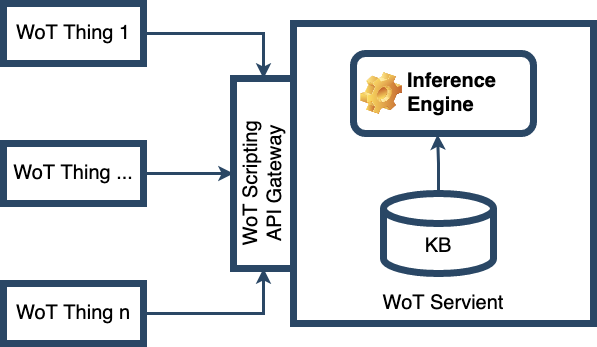 WoT Thing 1
WoT Thing ...
WoT Thing n
WoT Scripting
API Gateway
Inference
Engine
KB
WoT Servient